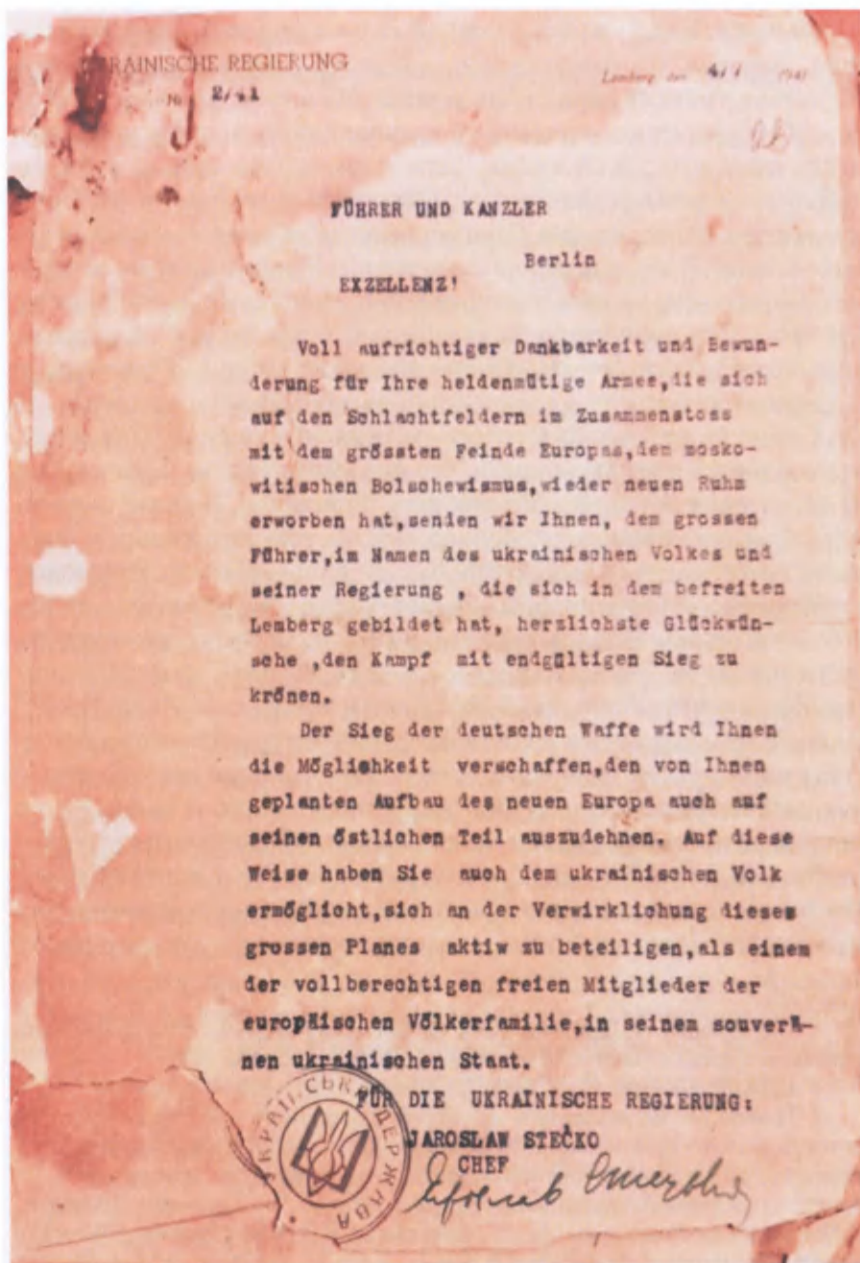 UKRAINISCHE REGIERUNG
Lemberg, den 4/7 1941
Nr 2/41
FÜHRER UND KANZLER
Berlin
EXZELLENZ!
Voll aufrichtiger Dankbarkeit und Bewun-
derung für Ihre heldenmütige Armee,die sich
auf den Schlachtfeldern im Zusammenstoss
mit dem grössten Feinde Europas,dem mosko-
witischen Bolschewismus,wieder neuen Ruhm
erworben hat,senden wir Ihnen, dem grossen
Führer,im Namen des ukrainischen Volkes und
seiner Regierung , die sich in dem befreiten
Lemberg gebildet hat, herzlichste Glückwün-
sche ,den Kampf mit endgültigen Sieg zu
krönen.
Der Sieg der deutschen Waffe wird Ihnen
die Möglichkeit verschaffen,den von Ihnen
geplanten Aufbau des neuen Europa auch auf
seinen östlichen Teil auszudehnen. Auf diese
Weise haben Sie auch dem ukrainischen Volk
ermöglicht,sich an der Verwirklichung dieses
grossen Planes aktiw zu beteiligen,als einem
der vollberechtigen freien Mitglieder der
europäischen Völkerfamilie,in seinem souverä-
nen ukrainischen Staat.
FÜR DIE UKRAINISCHE REGIERUNG:
JAROSLAW STEĆKO
CHEF
УКРАЇНСЬКА ДЕРЖАВА